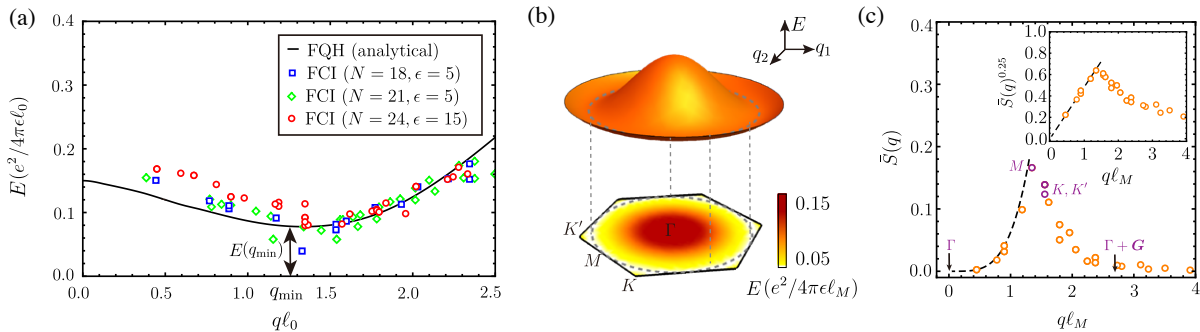 (a)
0.4
0.3
0.2
0.1
0.0
E(e²/4πϵℓ₀)
FQH (analytical)
FCI (N = 18, ϵ = 5)
FCI (N = 21, ϵ = 5)
FCI (N = 24, ϵ = 15)
E(q_min)
0.0 0.5 1.0 q_min 1.5 2.0 2.5
qℓ₀
(b)
E
q₂ q₁
K′
M
K
Γ
0.15
0.05
E(e²/4πϵℓ_M)
(c)
0.4
0.3
0.2
0.1
0.0
S̄(q)
1.0
0.8
0.6
0.4
0.2
0.0
S̄(q)^0.25
0 1 2 3 4
qℓ_M
M
K, K′
Γ
Γ + G
0 1 2 3 4
qℓ_M